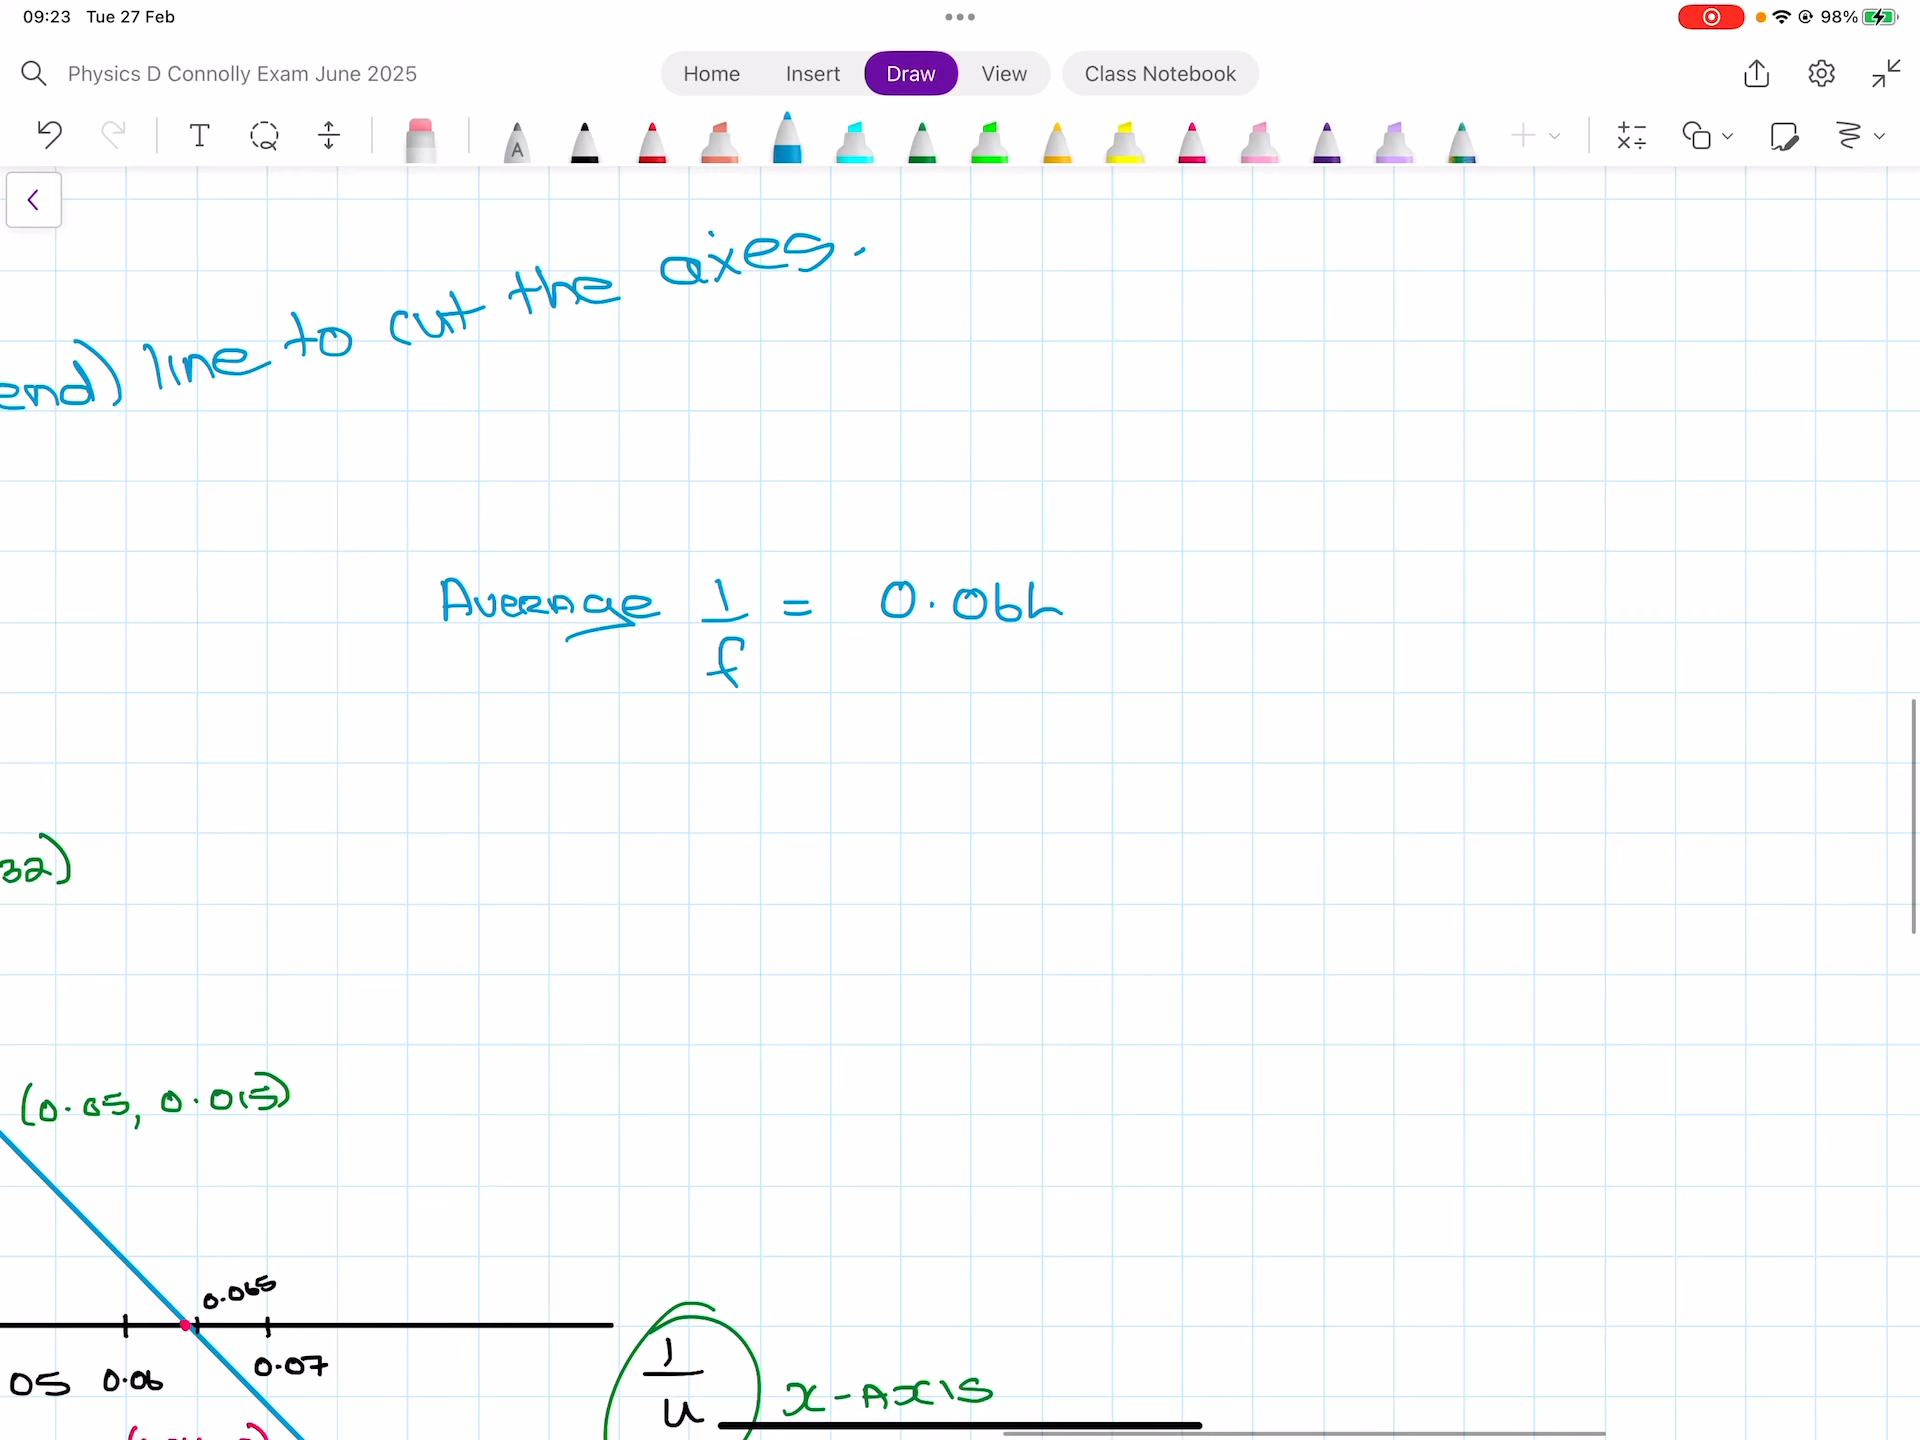 09:23 Tue 27 Feb
98%
Physics D Connolly Exam June 2025
Home Insert Draw View Class Notebook
end) line to cut the axes.
Average 1/f = 0.06
32)
(0.05, 0.015)
0.065
05 0.06 0.07
1/u x-Axis